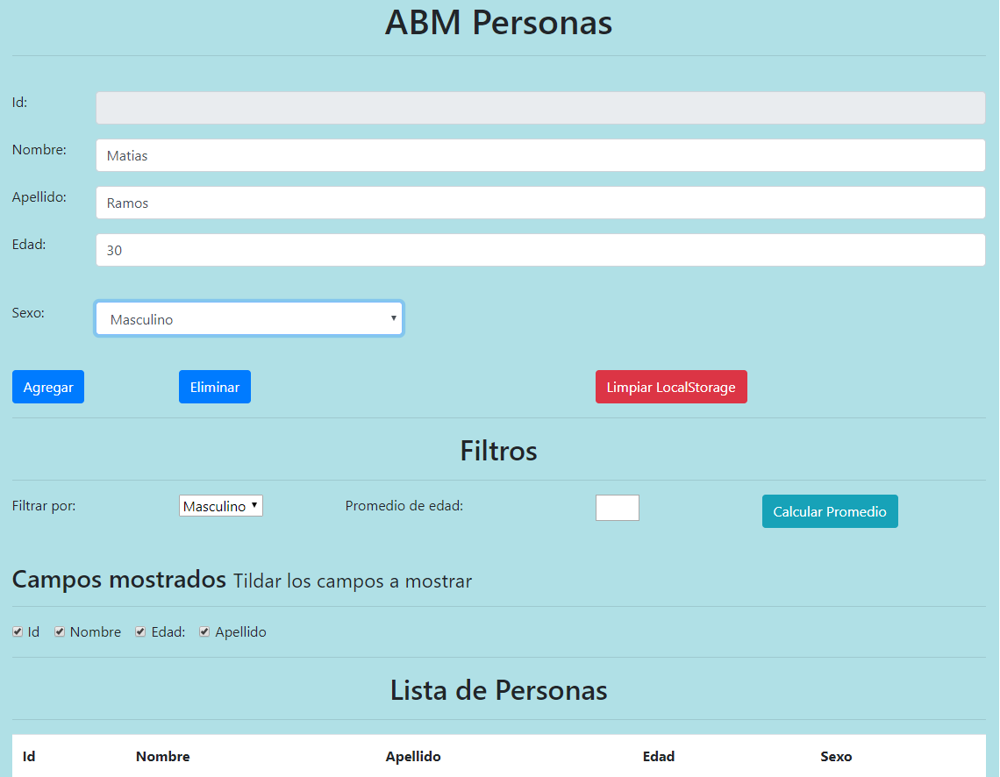 ABM Personas
Id:
Nombre: Matias
Apellido: Ramos
Edad: 30
Sexo: Masculino
Agregar Eliminar Limpiar LocalStorage
Filtros
Filtrar por: Masculino Promedio de edad: Calcular Promedio
Campos mostrados Tildar los campos a mostrar
Id Nombre Edad: Apellido
Lista de Personas
Id Nombre Apellido Edad Sexo